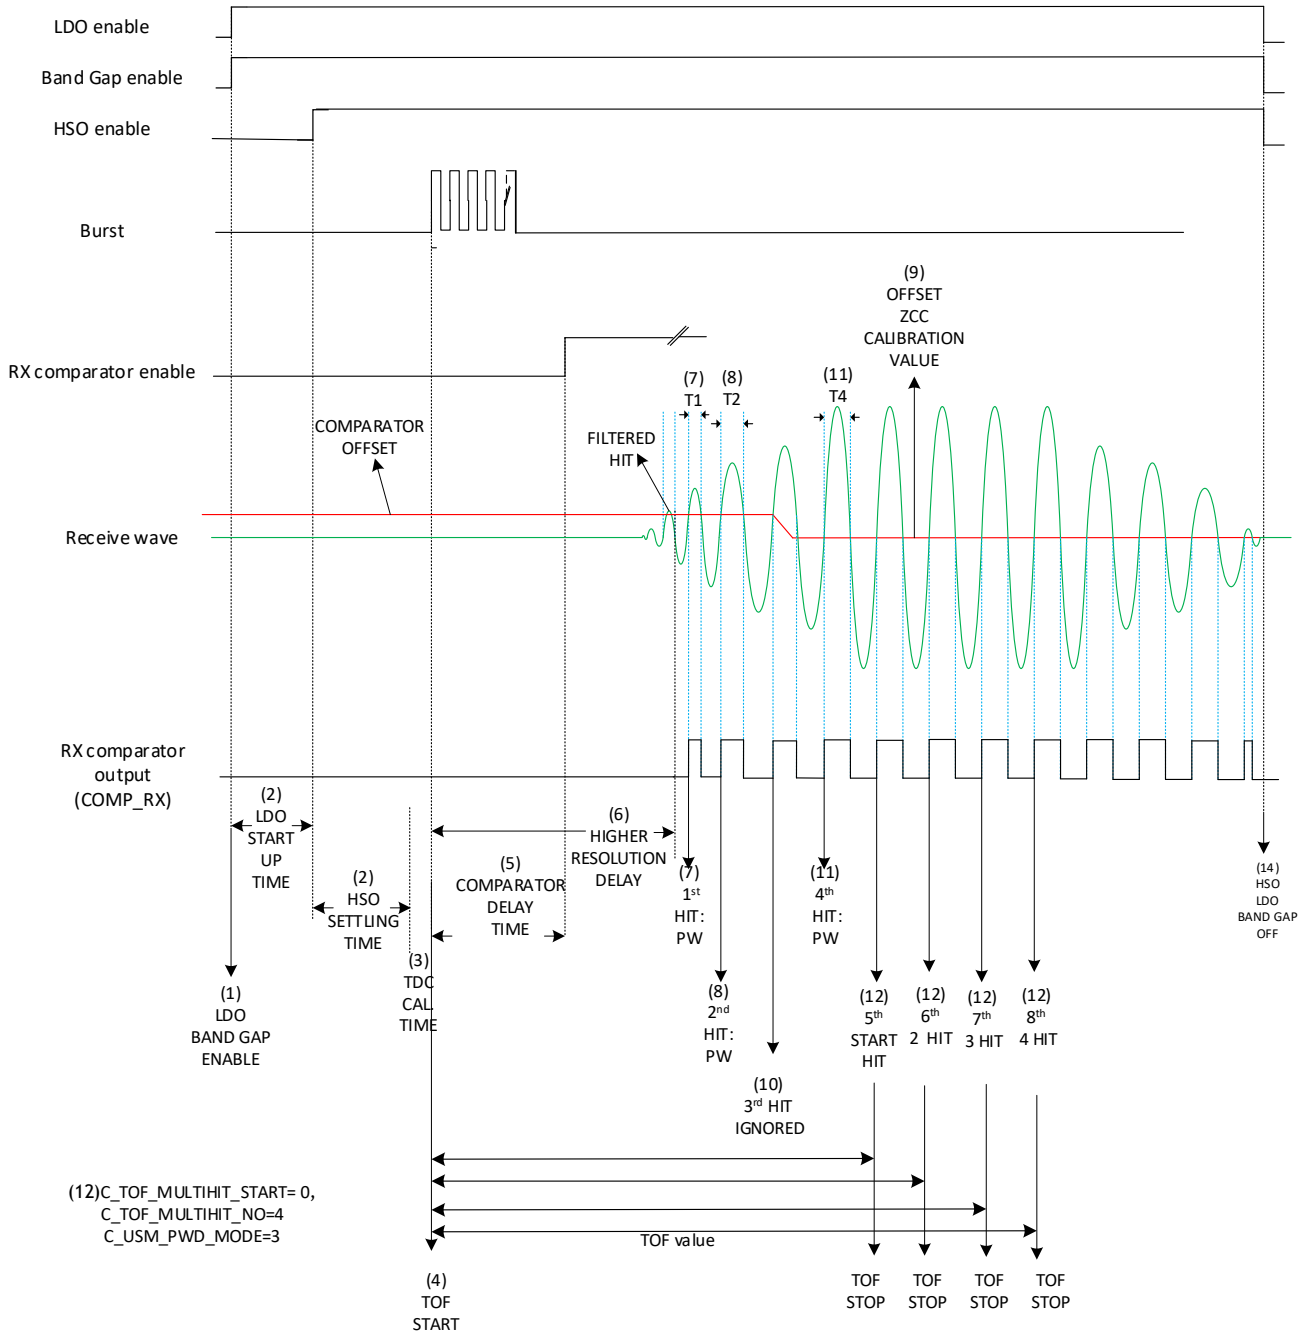 LDO enable
Band Gap enable
HSO enable
Burst
(9)
OFFSET
ZCC
CALIBRATION
VALUE
RX comparator enable
(7)
T1
(8)
T2
(11)
T4
COMPARATOR
OFFSET
FILTERED
HIT
Receive wave
RX comparator
output
(COMP_RX)
(2)
LDO
START
UP
TIME
(2)
HSO
SETTLING
TIME
(3)
TDC
CAL.
TIME
(5)
COMPARATOR
DELAY
TIME
(6)
HIGHER
RESOLUTION
DELAY
(7)
1st
HIT:
PW
(8)
2nd
HIT:
PW
(10)
3rd HIT
IGNORED
(11)
4th
HIT:
PW
(12)
5th
START
HIT
(12)
6th
2 HIT
(12)
7th
3 HIT
(12)
8th
4 HIT
(14)
HSO
LDO
BAND GAP
OFF
(1)
LDO
BAND GAP
ENABLE
(12)C_TOF_MULTIHIT_START= 0,
C_TOF_MULTIHIT_NO=4
C_USM_PWD_MODE=3
TOF value
(4)
TOF
START
TOF
STOP
TOF
STOP
TOF
STOP
TOF
STOP